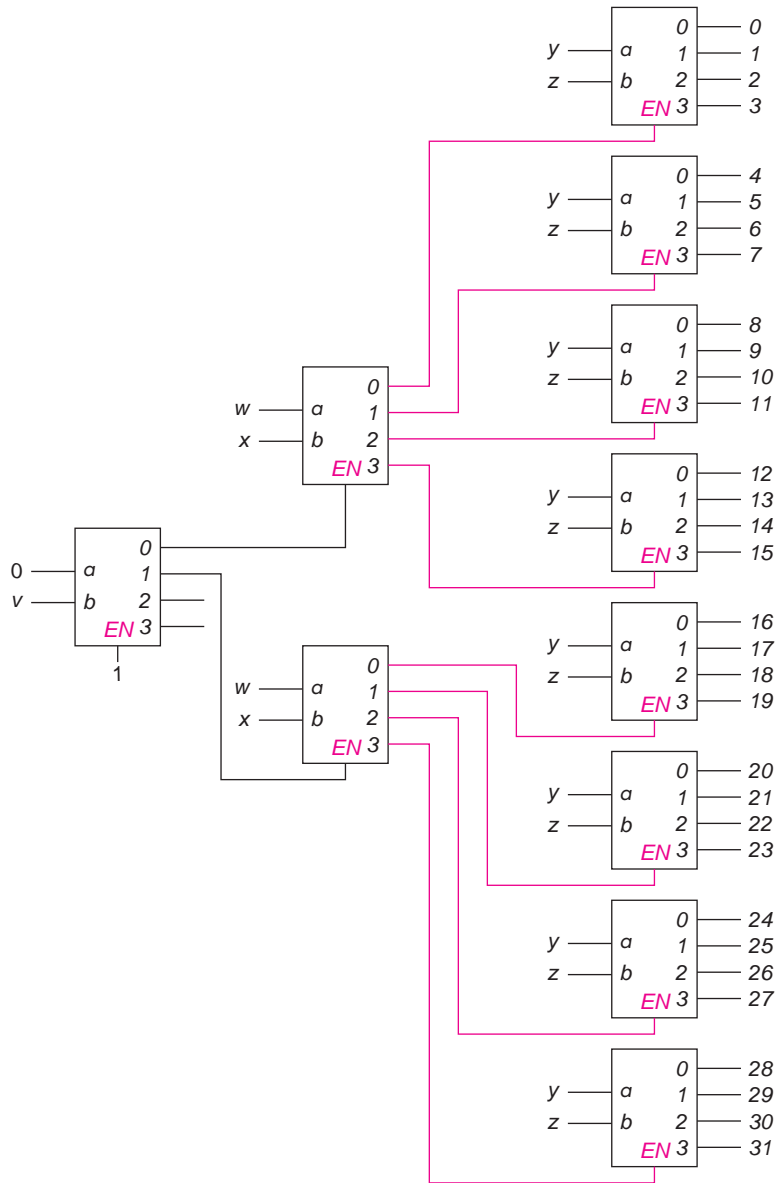 0 0
y a 1 1
z b 2 2
EN 3 3
0 4
y a 1 5
z b 2 6
EN 3 7
0 8
y a 1 9
z b 2 10
EN 3 11
0
w a 1
x b 2
EN 3
0 12
y a 1 13
z b 2 14
EN 3 15
0
0 a 1
v b 2
EN 3
1
0 16
y a 1 17
z b 2 18
EN 3 19
0
w a 1
x b 2
EN 3
0 20
y a 1 21
z b 2 22
EN 3 23
0 24
y a 1 25
z b 2 26
EN 3 27
0 28
y a 1 29
z b 2 30
EN 3 31